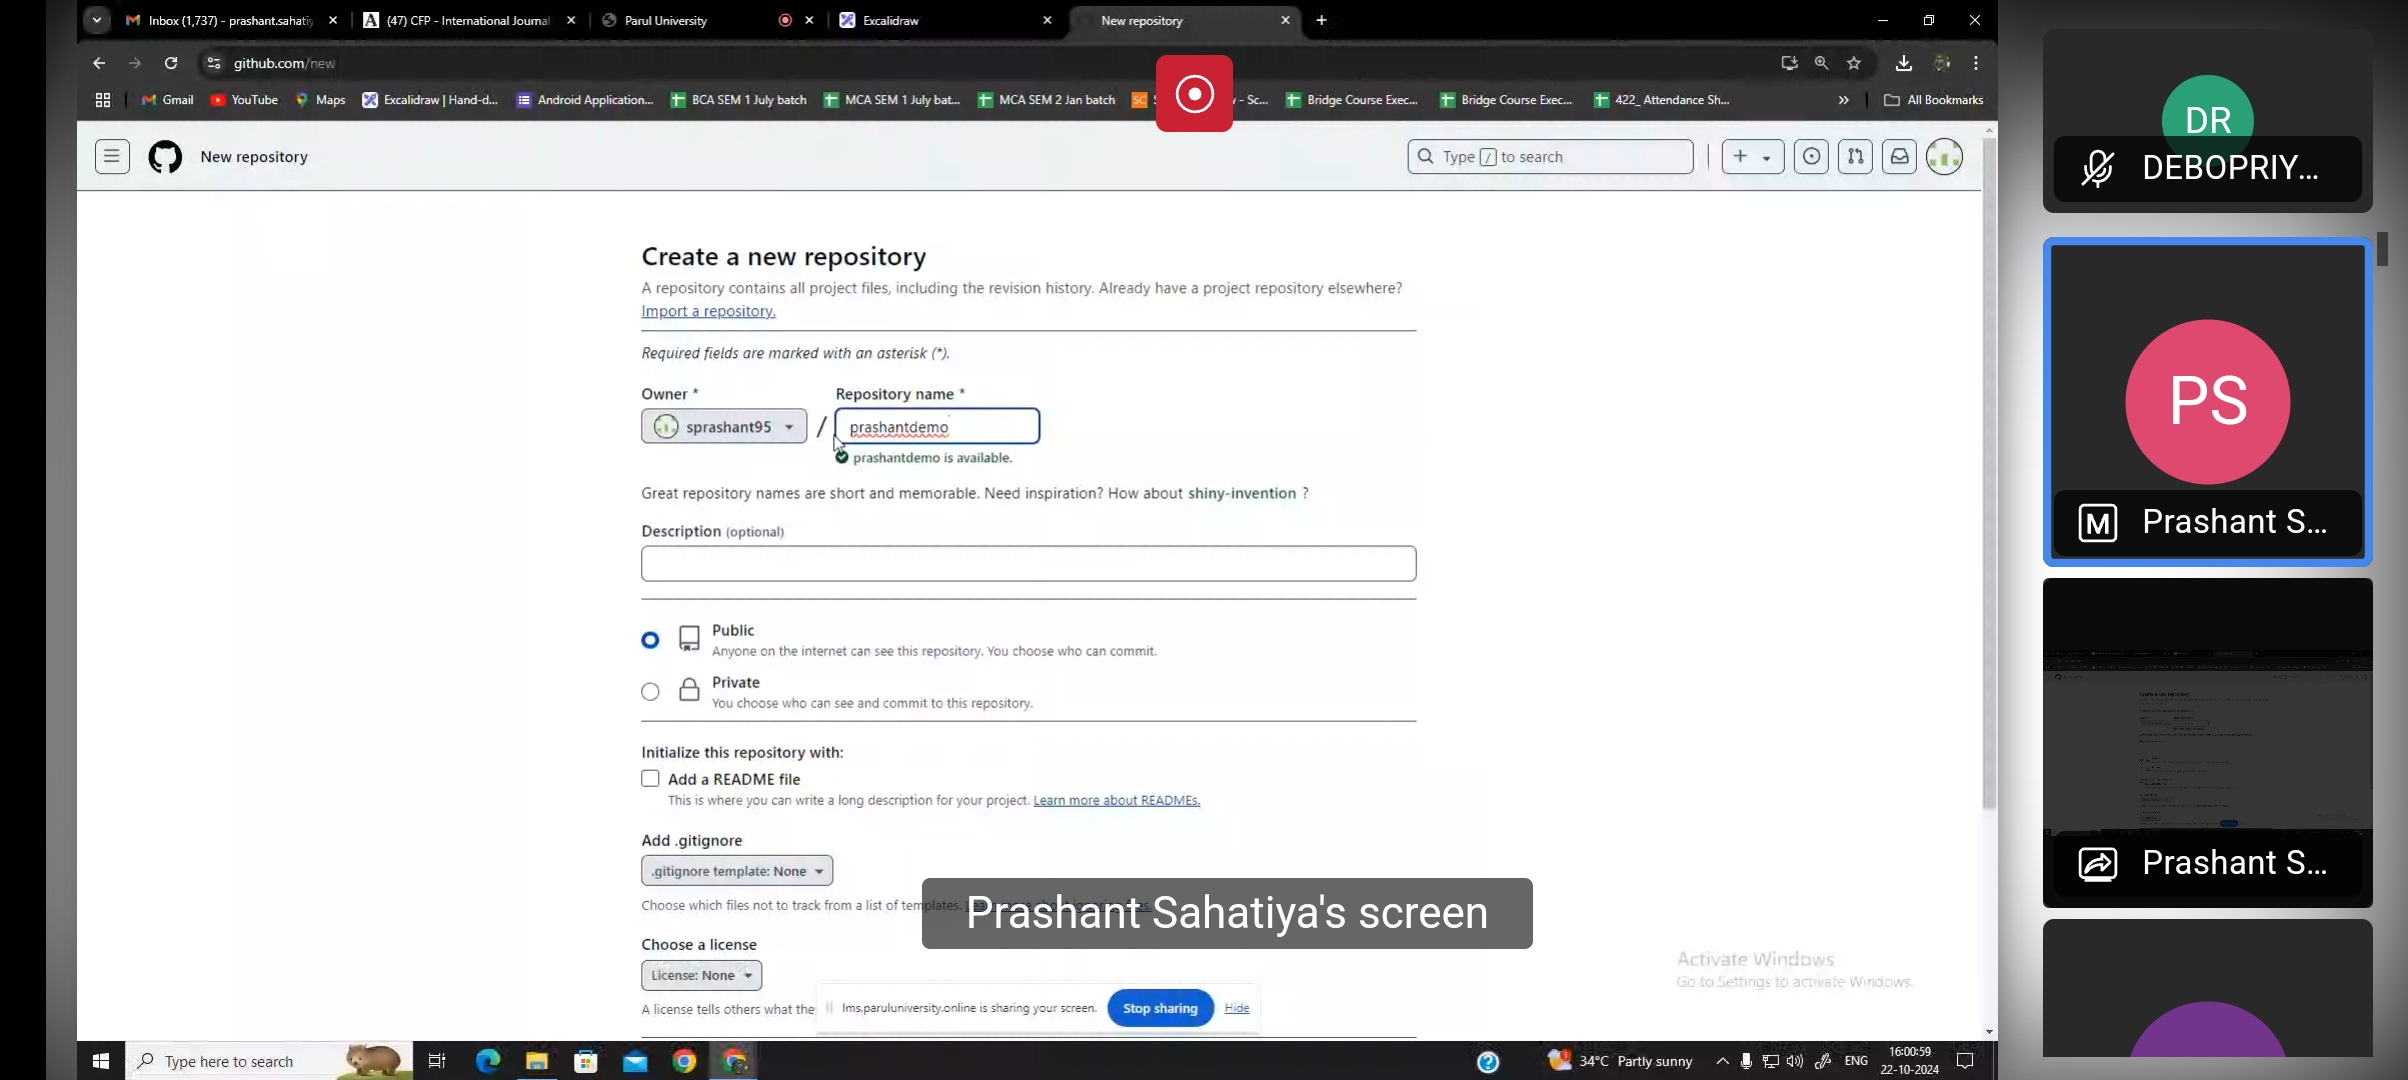 Inbox (1,737) - prashant.sahatiy
(47) CFP - International Journal
Parul University
Excalidraw
New repository
github.com/new
Gmail
YouTube
Maps
Excalidraw | Hand-d...
Android Application...
BCA SEM 1 July batch
MCA SEM 1 July bat...
MCA SEM 2 Jan batch
- Sc...
Bridge Course Exec...
Bridge Course Exec...
422_ Attendance Sh...
All Bookmarks
New repository
Type / to search
Create a new repository
A repository contains all project files, including the revision history. Already have a project repository elsewhere?
Import a repository.
Required fields are marked with an asterisk (*).
Owner *
Repository name *
sprashant95
/
prashantdemo
prashantdemo is available.
Great repository names are short and memorable. Need inspiration? How about shiny-invention ?
Description (optional)
Public
Anyone on the internet can see this repository. You choose who can commit.
Private
You choose who can see and commit to this repository.
Initialize this repository with:
Add a README file
This is where you can write a long description for your project. Learn more about READMEs.
Add .gitignore
.gitignore template: None
Choose which files not to track from a list of templates.
Prashant Sahatiya's screen
Choose a license
License: None
A license tells others what the
lms.paruluniversity.online is sharing your screen.
Stop sharing
Hide
Activate Windows
Go to Settings to activate Windows.
Type here to search
34°C Partly sunny
ENG
16:00:59
22-10-2024
DR
DEBOPRIY...
PS
M Prashant S...
Prashant S...